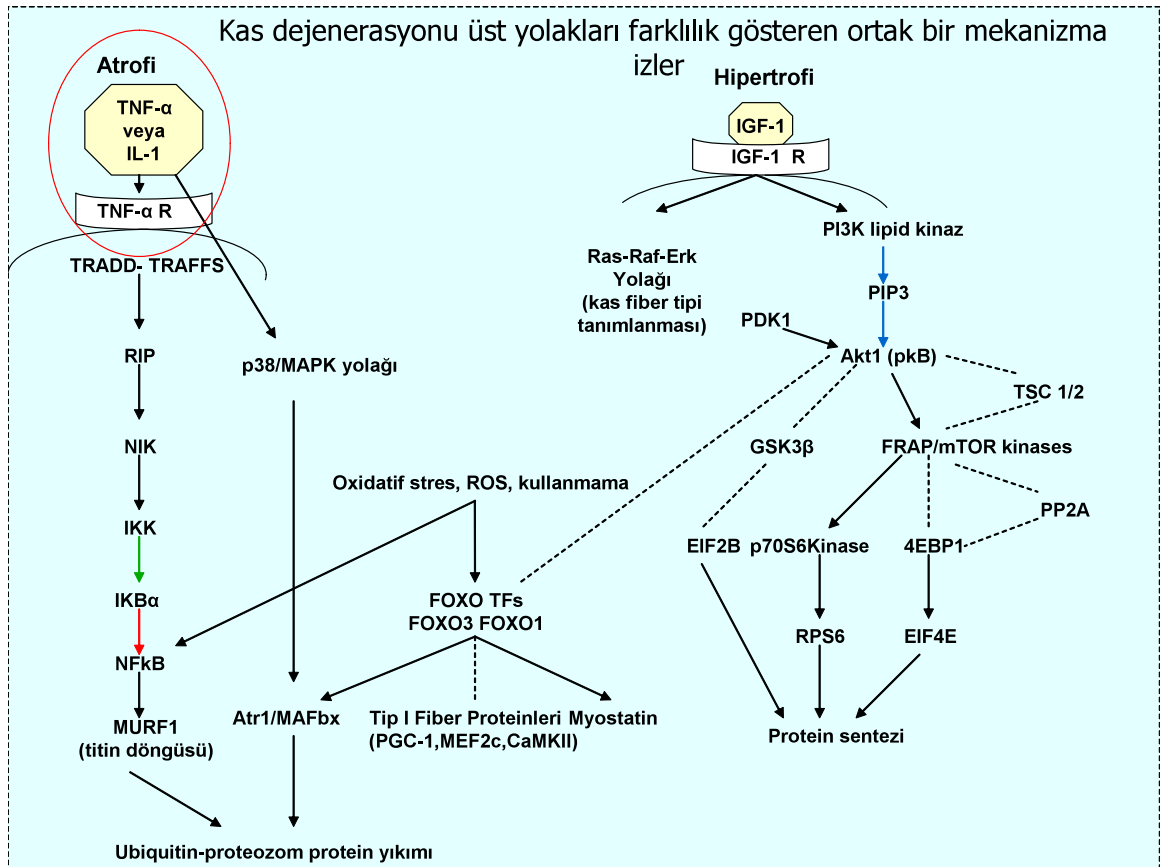 Kas dejenerasyonu üst yolakları farklılık gösteren ortak bir mekanizma
izler
Atrofi
TNF-α
veya
IL-1
TNF-α R
TRADD- TRAFFS
RIP
NIK
IKK
IKBα
NFkB
MURF1
(titin döngüsü)
p38/MAPK yolağı
Oxidatif stres, ROS, kullanmama
FOXO TFs
FOXO3 FOXO1
Atr1/MAFbx
Tip I Fiber Proteinleri
(PGC-1,MEF2c,CaMKII)
Myostatin
Ubiquitin-proteozom protein yıkımı
Hipertrofi
IGF-1
IGF-1 R
Ras-Raf-Erk
Yolağı
(kas fiber tipi
tanımlanması)
PI3K lipid kinaz
PIP3
PDK1
Akt1 (pkB)
TSC 1/2
GSK3β
FRAP/mTOR kinases
PP2A
EIF2B
p70S6Kinase
4EBP1
RPS6
EIF4E
Protein sentezi